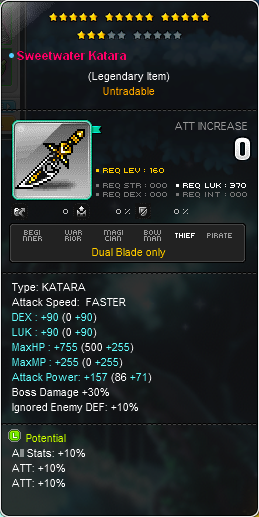 Sweetwater Katara
(Legendary Item)
Untradable
ATT INCREASE
0
REQ LEV : 160
REQ STR : 000 REQ LUK : 370
REQ DEX : 000 REQ INT : 000
0 0 % 0 %
BEGINNER WARRIOR MAGICIAN BOWMAN THIEF PIRATE
Dual Blade only
Type: KATARA
Attack Speed: FASTER
DEX : +90 (0 +90)
LUK : +90 (0 +90)
MaxHP : +755 (500 +255)
MaxMP : +255 (0 +255)
Attack Power: +157 (86 +71)
Boss Damage +30%
Ignored Enemy DEF: +10%
L Potential
All Stats: +10%
ATT: +10%
ATT: +10%